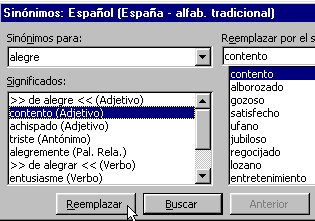 Sinónimos: Español (España - alfab. tradicional)
Sinónimos para:
alegre
Significados:
>> de alegre << (Adjetivo)
contento (Adjetivo)
achispado (Adjetivo)
triste (Antónimo)
alegremente (Pal. Rela.)
>> de alegrar << (Verbo)
entusiasme (Verbo)
Reemplazar por el s
contento
contento
alborozado
gozoso
satisfecho
ufano
jubiloso
regocijado
lozano
entretenimiento
Reemplazar
Buscar
Anterior